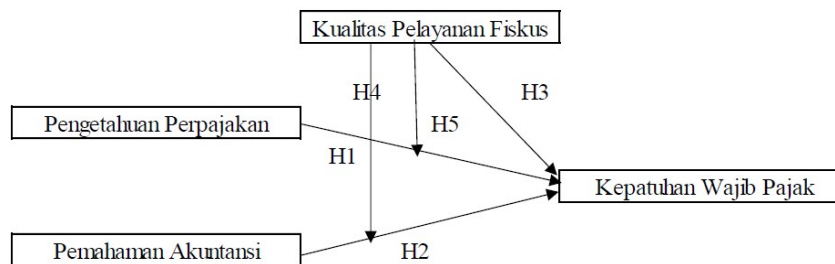 Kualitas Pelayanan Fiskus
H4
H3
H5
Pengetahuan Perpajakan
H1
Kepatuhan Wajib Pajak
Pemahaman Akuntansi
H2